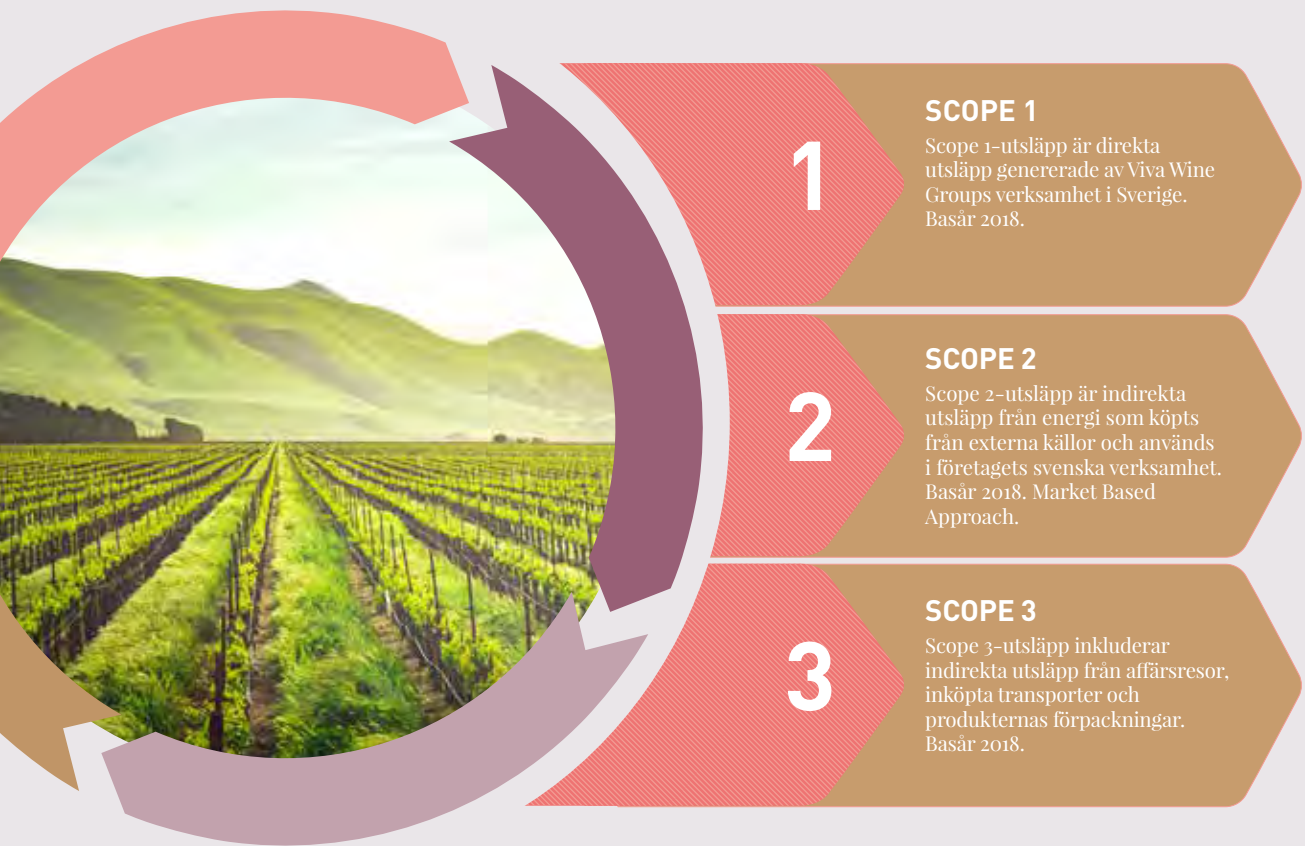 1
SCOPE 1
Scope 1-utsläpp är direkta
utsläpp genererade av Viva Wine
Groups verksamhet i Sverige.
Basår 2018.
2
SCOPE 2
Scope 2-utsläpp är indirekta
utsläpp från energi som köpts
från externa källor och används
i företagets svenska verksamhet.
Basår 2018. Market Based
Approach.
3
SCOPE 3
Scope 3-utsläpp inkluderar
indirekta utsläpp från affärsresor,
inköpta transporter och
produkternas förpackningar.
Basår 2018.